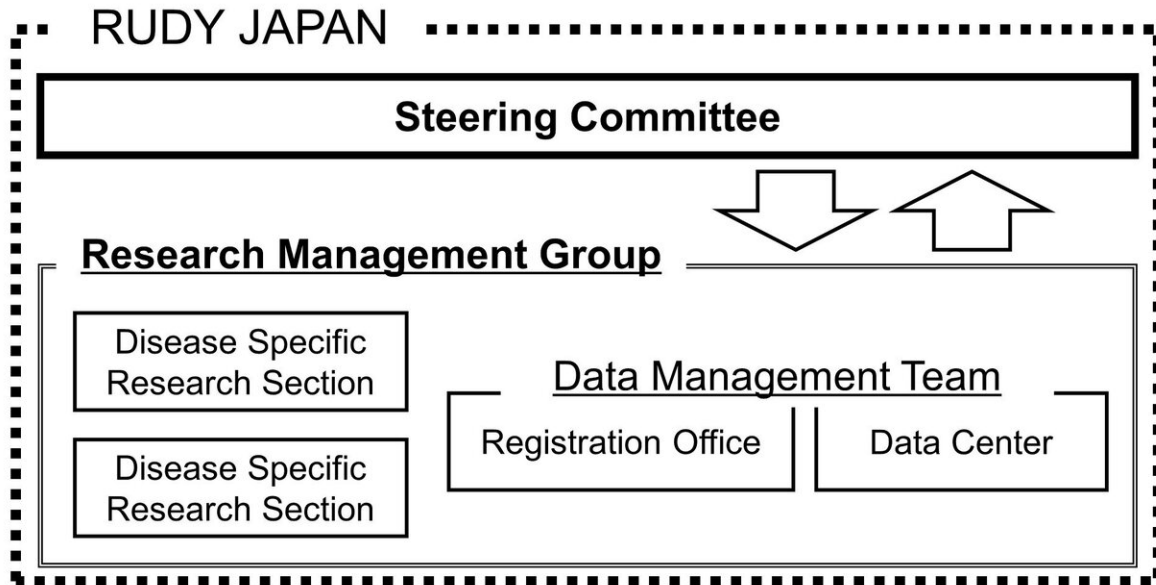 RUDY JAPAN
Steering Committee
Research Management Group
Disease Specific
Research Section
Disease Specific
Research Section
Data Management Team
Registration Office
Data Center